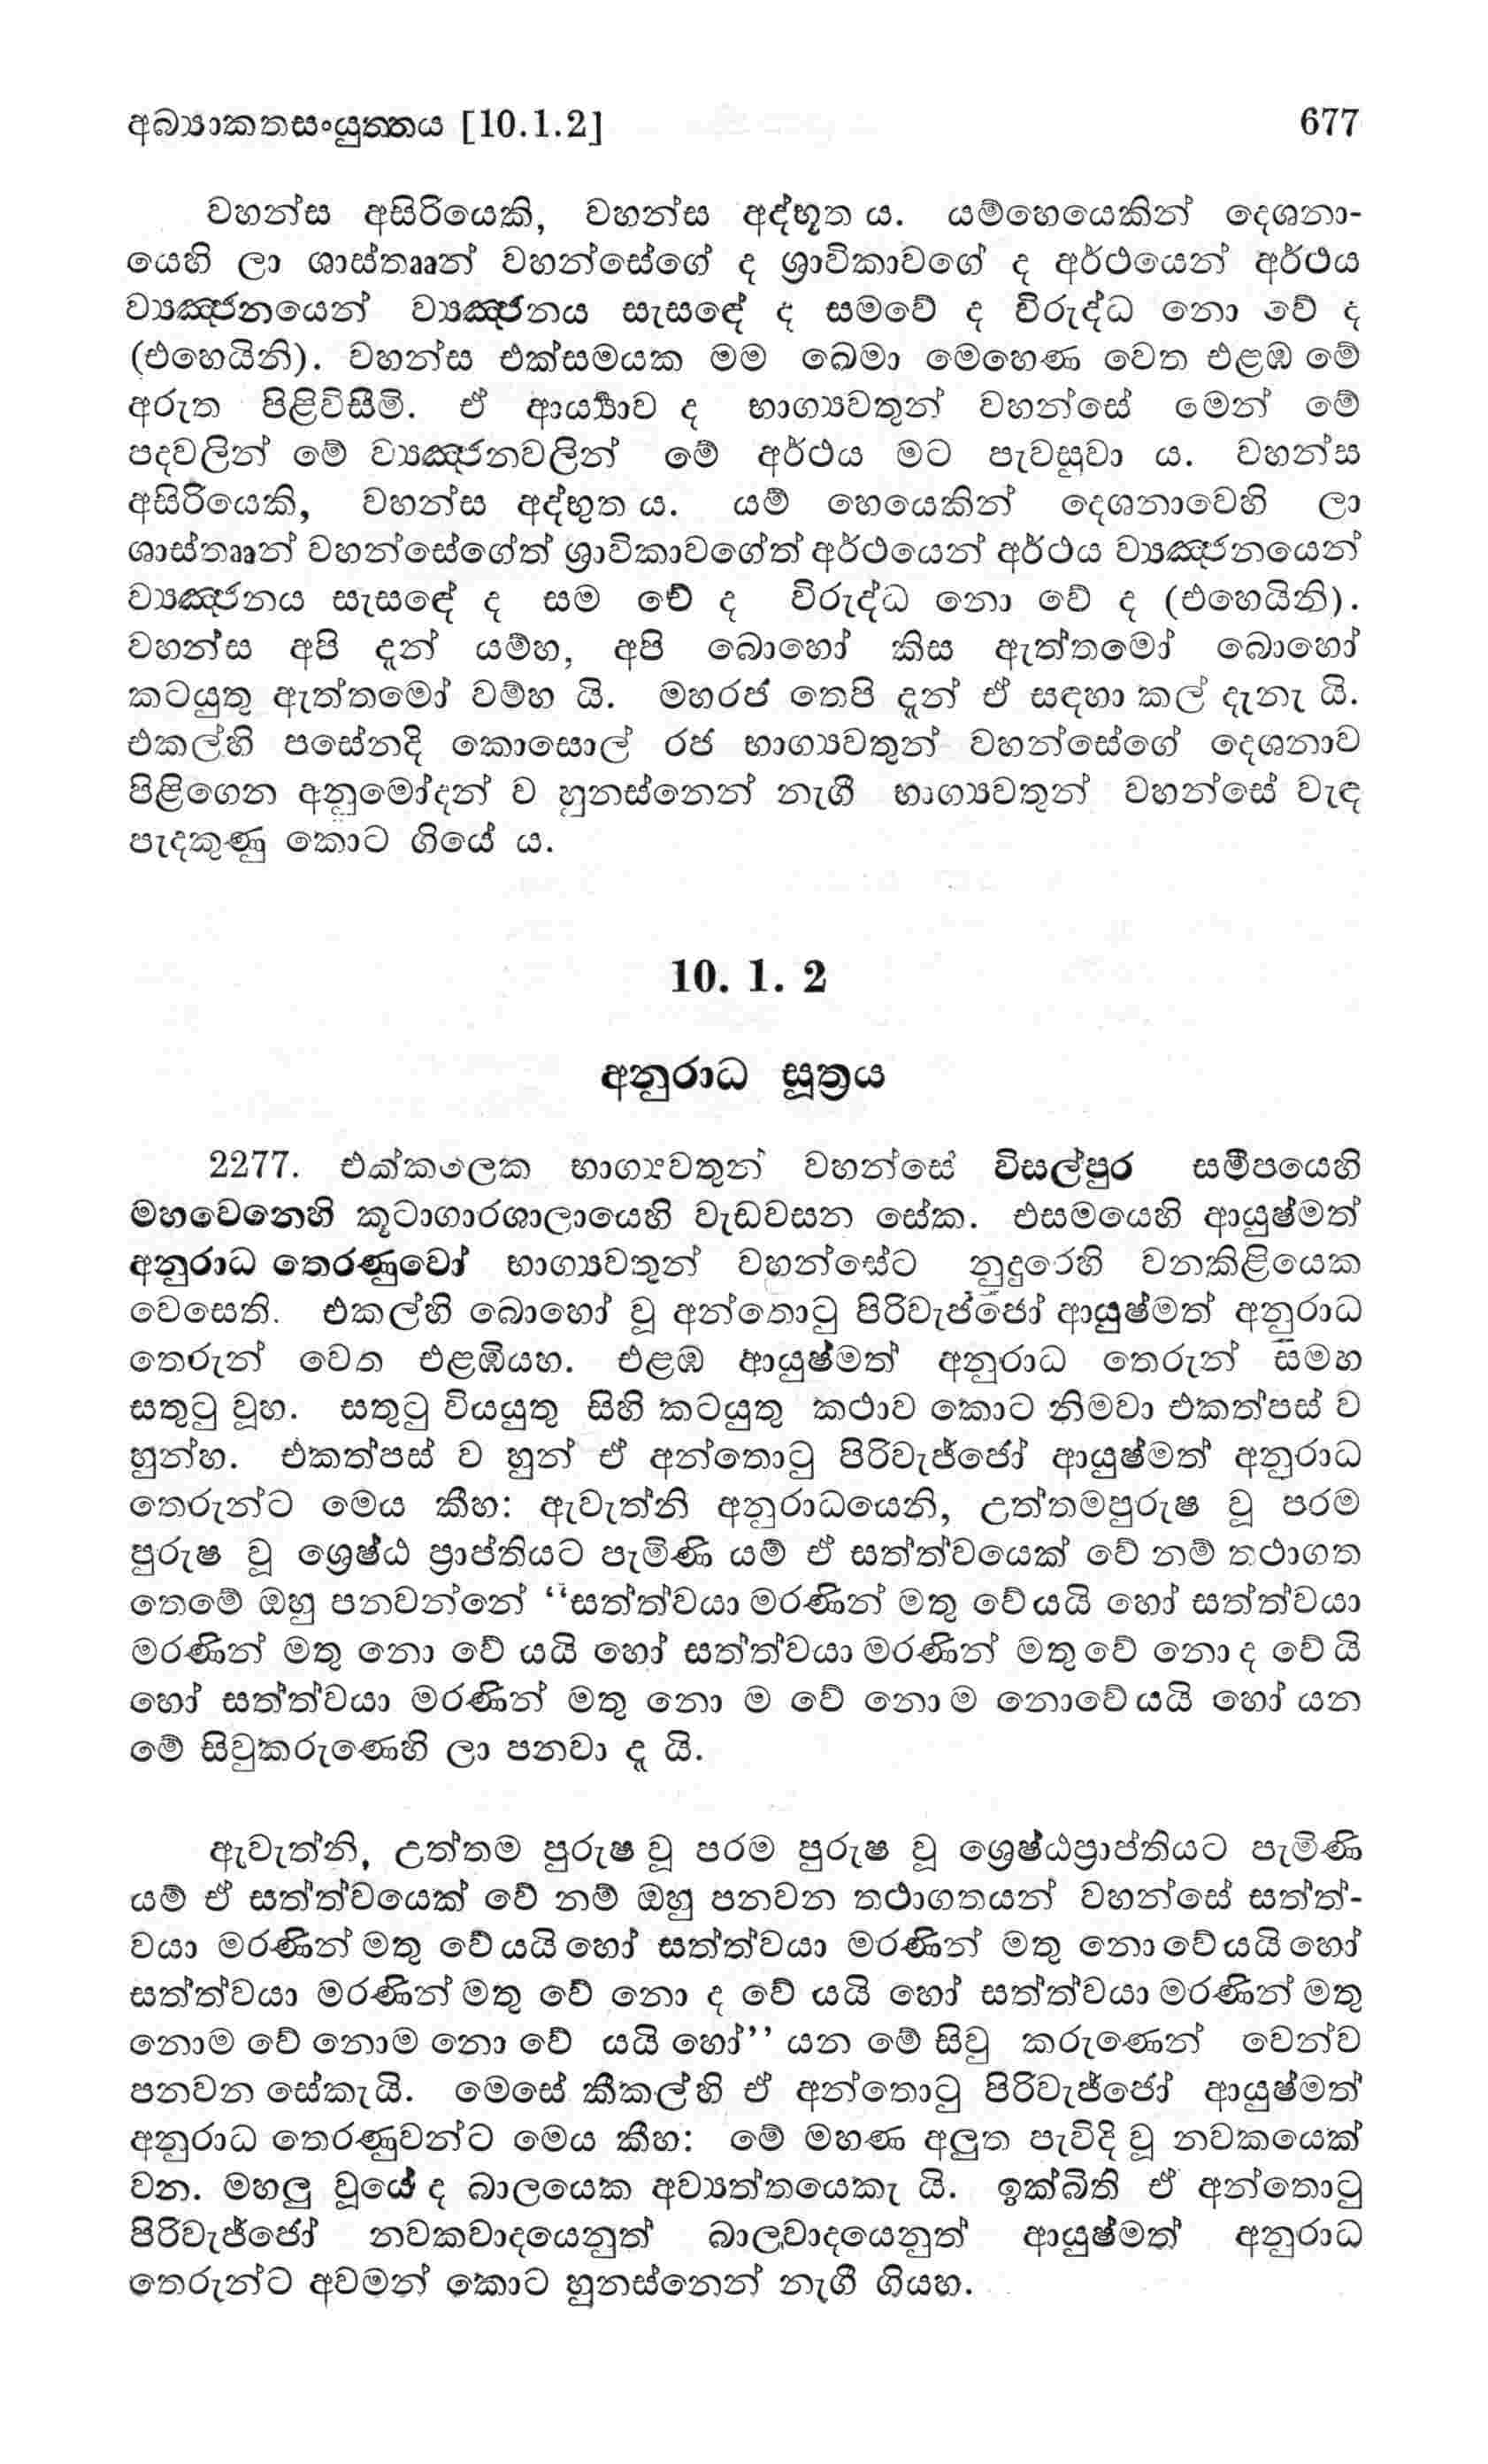 අබ්‍යාකතසංයුත්තය [10.1.2] 677
වහන්ස අසිරියෙකි, වහන්ස අද්භූත ය. යම්හෙයෙකින් දෙශනා-
යෙහි ලා ශාස්තෲන් වහන්සේගේ ද ශ්‍රාවිකාවගේ ද අර්ථයෙන් අර්ථය
ව්‍යඤ්ජනයෙන් ව්‍යඤ්ජනය සැසඳේ ද සමවේ ද විරුද්ධ නො වේ ද
(එහෙයිනි). වහන්ස එක්සමයක මම ඛෙමා මෙහෙණ වෙත එළඹ මේ
අරුත පිළිවිසීමි. ඒ ආර්‍ය්‍යාව ද භාග්‍යවතුන් වහන්සේ මෙන් මේ
පදවලින් මේ ව්‍යඤ්ජනවලින් මේ අර්ථය මට පැවසුවා ය. වහන්ස
අසිරියෙකි, වහන්ස අද්භුත ය. යම් හෙයෙකින් දෙශනාවෙහි ලා
ශාස්තෲන් වහන්සේගේත් ශ්‍රාවිකාවගේත් අර්ථයෙන් අර්ථය ව්‍යඤ්ජනයෙන්
ව්‍යඤ්ජනය සැසඳේ ද සම වේ ද විරුද්ධ නො වේ ද (එහෙයිනි).
වහන්ස අපි දැන් යම්හ, අපි බොහෝ කිස ඇත්තමෝ බොහෝ
කටයුතු ඇත්තමෝ වම්හ යි. මහරජ තෙපි දැන් ඒ සඳහා කල් දැනැ යි.
එකල්හි පසේනදි කොසොල් රජ භාග්‍යවතුන් වහන්සේගේ දෙශනාව
පිළිගෙන අනුමෝදන් ව හුනස්නෙන් නැගී භාග්‍යවතුන් වහන්සේ වැඳ
පැදකුණු කොට ගියේ ය.
10. 1. 2
අනුරාධ සූත්‍රය
2277. එක්කලෙක භාග්‍යවතුන් වහන්සේ විසල්පුර සමීපයෙහි
මහවෙනෙහි කූටාගාරශාලායෙහි වැඩවසන සේක. එසමයෙහි ආයුෂ්මත්
අනුරාධ තෙරණුවෝ භාග්‍යවතුන් වහන්සේට නුදුරෙහි වනකිළියෙක
වෙසෙති. එකල්හි බොහෝ වූ අන්තොටු පිරිවැජ්ජෝ ආයුෂ්මත් අනුරාධ
තෙරුන් වෙත එළඹියහ. එළඹ ආයුෂ්මත් අනුරාධ තෙරුන් සමහ
සතුටු වූහ. සතුටු වියයුතු සිහි කටයුතු කථාව කොට නිමවා එකත්පස් ව
හුන්හ. එකත්පස් ව හුන් ඒ අන්තොටු පිරිවැජ්ජෝ ආයුෂ්මත් අනුරාධ
තෙරුන්ට මෙය කීහ: ඇවැත්නි අනුරාධයෙනි, උත්තමපුරුෂ වූ පරම
පුරුෂ වූ ශ්‍රෙෂ්ඨ ප්‍රාප්තියට පැමිණි යම් ඒ සත්ත්වයෙක් වේ නම් තථාගත
තෙමේ ඔහු පනවන්නේ “සත්ත්වයා මරණින් මතු වේයයි හෝ සත්ත්වයා
මරණින් මතු නො වේ යයි හෝ සත්ත්වයා මරණින් මතු වේ නො ද වේ යි
හෝ සත්ත්වයා මරණින් මතු නො ම වේ නො ම නොවේ යයි හෝ යන
මේ සිවුකරුණෙහි ලා පනවා ද යි.
ඇවැත්නි, උත්තම පුරුෂ වූ පරම පුරුෂ වූ ශ්‍රෙෂ්ඨප්‍රාප්තියට පැමිණි
යම් ඒ සත්ත්වයෙක් වේ නම් ඔහු පනවන තථාගතයන් වහන්සේ සත්ත්-
වයා මරණින් මතු වේ යයි හෝ සත්ත්වයා මරණින් මතු නොවේයයි හෝ
සත්ත්වයා මරණින් මතු වේ නො ද වේ යයි හෝ සත්ත්වයා මරණින් මතු
නොම වේ නොම නො වේ යයි හෝ” යන මේ සිවු කරුණෙන් වෙන්ව
පනවන සේකැයි. මෙසේ කීකල්හි ඒ අන්තොටු පිරිවැජ්ජෝ ආයුෂ්මත්
අනුරාධ තෙරණුවන්ට මෙය කීහ: මේ මහණ අලුත පැවිදි වූ නවකයෙක්
වන. මහලු වූයේ ද බාලයෙක අව්‍යත්තයෙකැ යි. ඉක්බිති ඒ අන්තොටු
පිරිවැජ්ජෝ නවකවාදයෙනුත් බාලවාදයෙනුත් ආයුෂ්මත් අනුරාධ
තෙරුන්ට අවමන් කොට හුනස්නෙන් නැගී ගියහ.